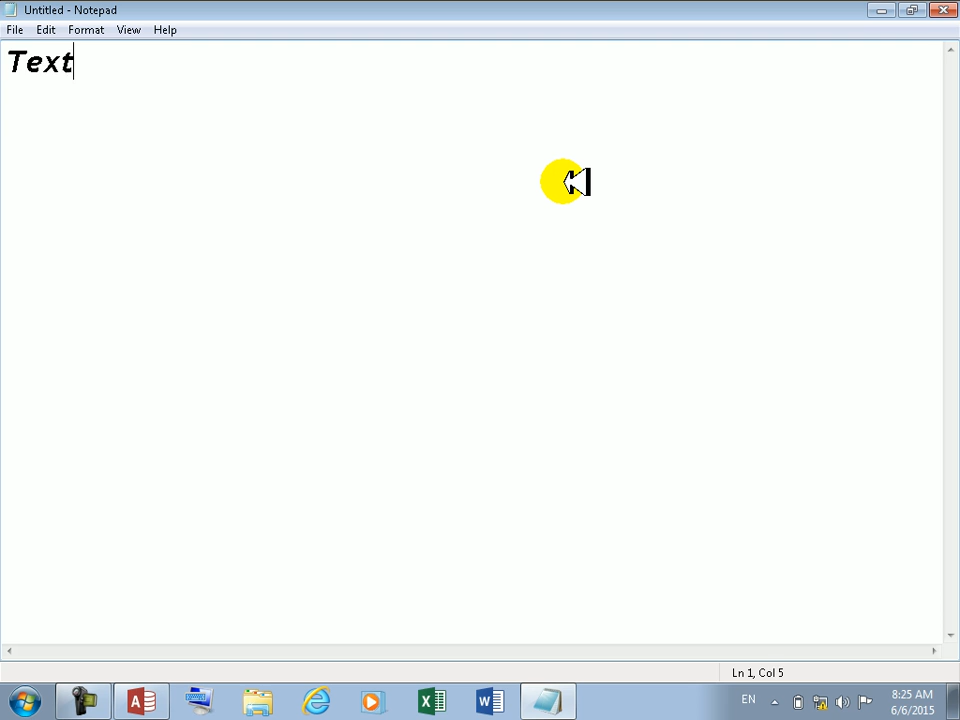 Untitled - Notepad
File Edit Format View Help
Text
Ln 1, Col 5
EN
8:25 AM
6/6/2015